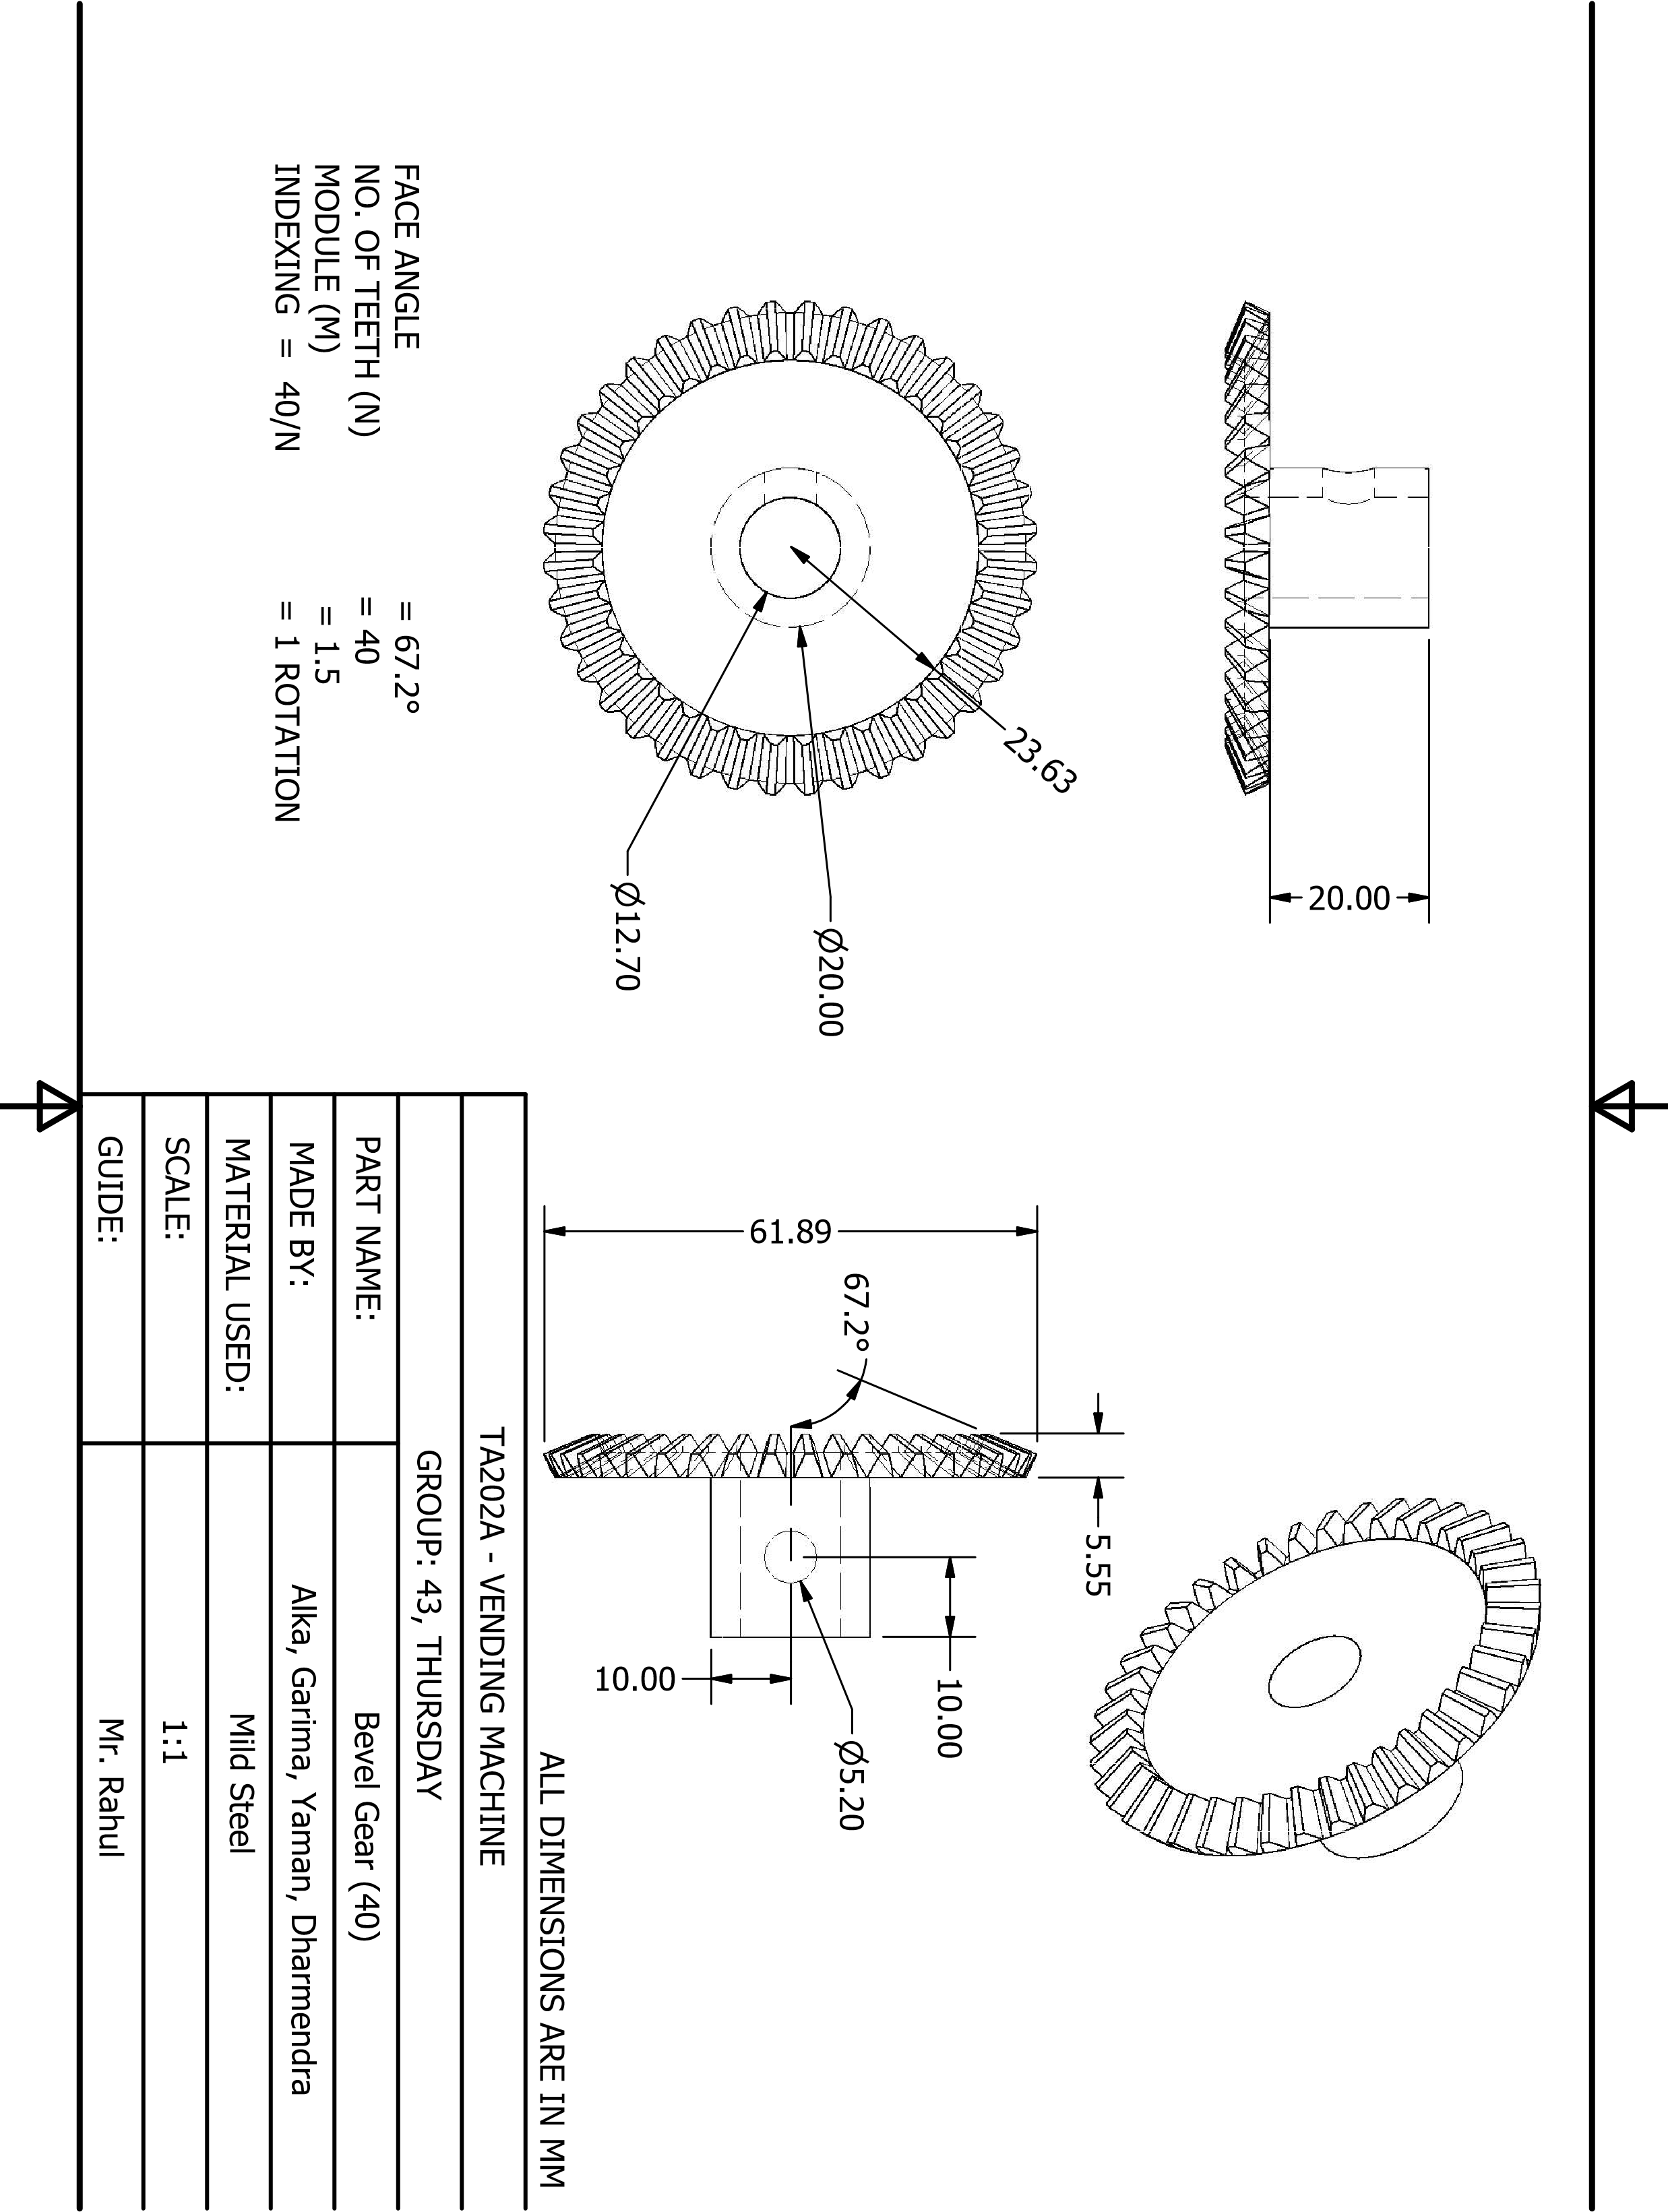 20.00
23.63
Ø20.00
Ø12.70
61.89
67.2°
5.55
10.00
10.00
Ø5.20
FACE ANGLE = 67.2°
NO. OF TEETH (N) = 40
MODULE (M) = 1.5
INDEXING = 40/N = 1 ROTATION
ALL DIMENSIONS ARE IN MM
TA202A - VENDING MACHINE
GROUP: 43, THURSDAY
PART NAME: Bevel Gear (40)
MADE BY: Alka, Garima, Yaman, Dharmendra
MATERIAL USED: Mild Steel
SCALE: 1:1
GUIDE: Mr. Rahul